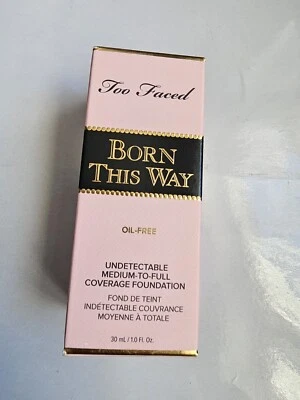 Too Faced
BORN
THIS WAY
OIL-FREE
UNDETECTABLE
MEDIUM-TO-FULL
COVERAGE FOUNDATION
FOND DE TEINT
INDÉTECTABLE COUVRANCE
MOYENNE À TOTALE
30 mL / 1.0 Fl. Oz.